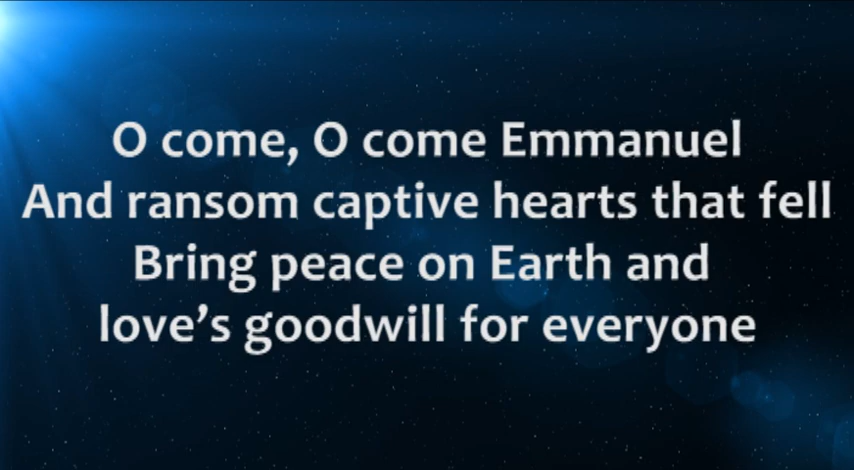 O come, O come Emmanuel
And ransom captive hearts that fell
Bring peace on Earth and
love’s goodwill for everyone